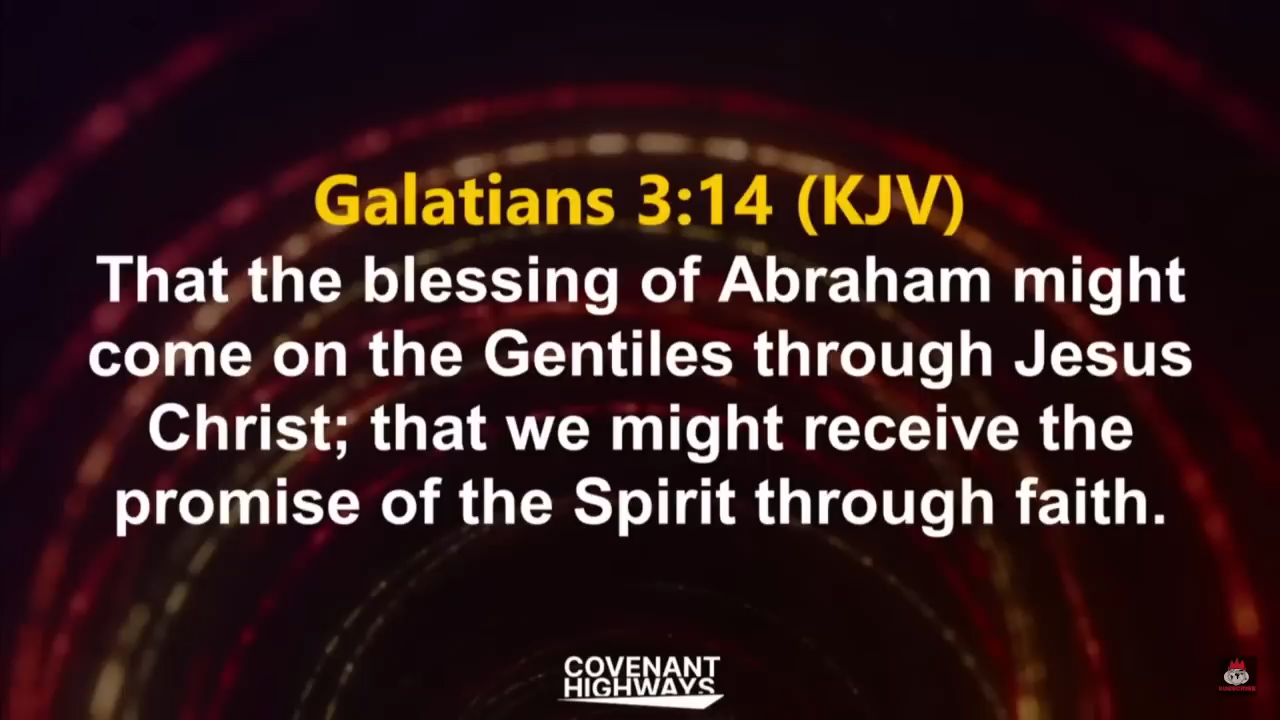 Galatians 3:14 (KJV)
That the blessing of Abraham might
come on the Gentiles through Jesus
Christ; that we might receive the
promise of the Spirit through faith.
COVENANT
HIGHWAYS
SUBSCRIBE